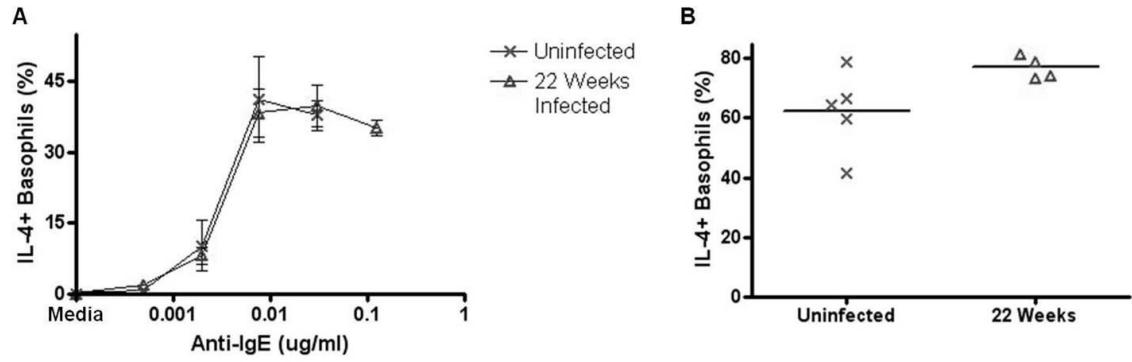 A
IL-4+ Basophils (%)
45
30
15
0
Media
0.001
0.01
0.1
1
Anti-IgE (ug/ml)
Uninfected
22 Weeks
Infected
B
IL-4+ Basophils (%)
80
60
40
20
0
Uninfected
22 Weeks